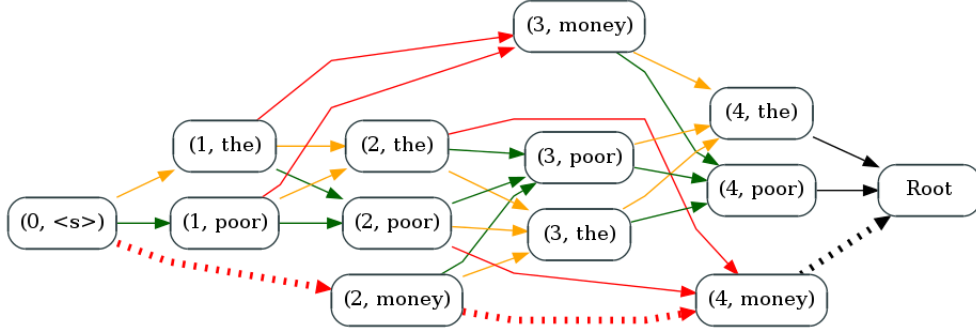 (0, <s>)
(1, the)
(1, poor)
(2, the)
(2, poor)
(2, money)
(3, money)
(3, poor)
(3, the)
(4, the)
(4, poor)
(4, money)
Root